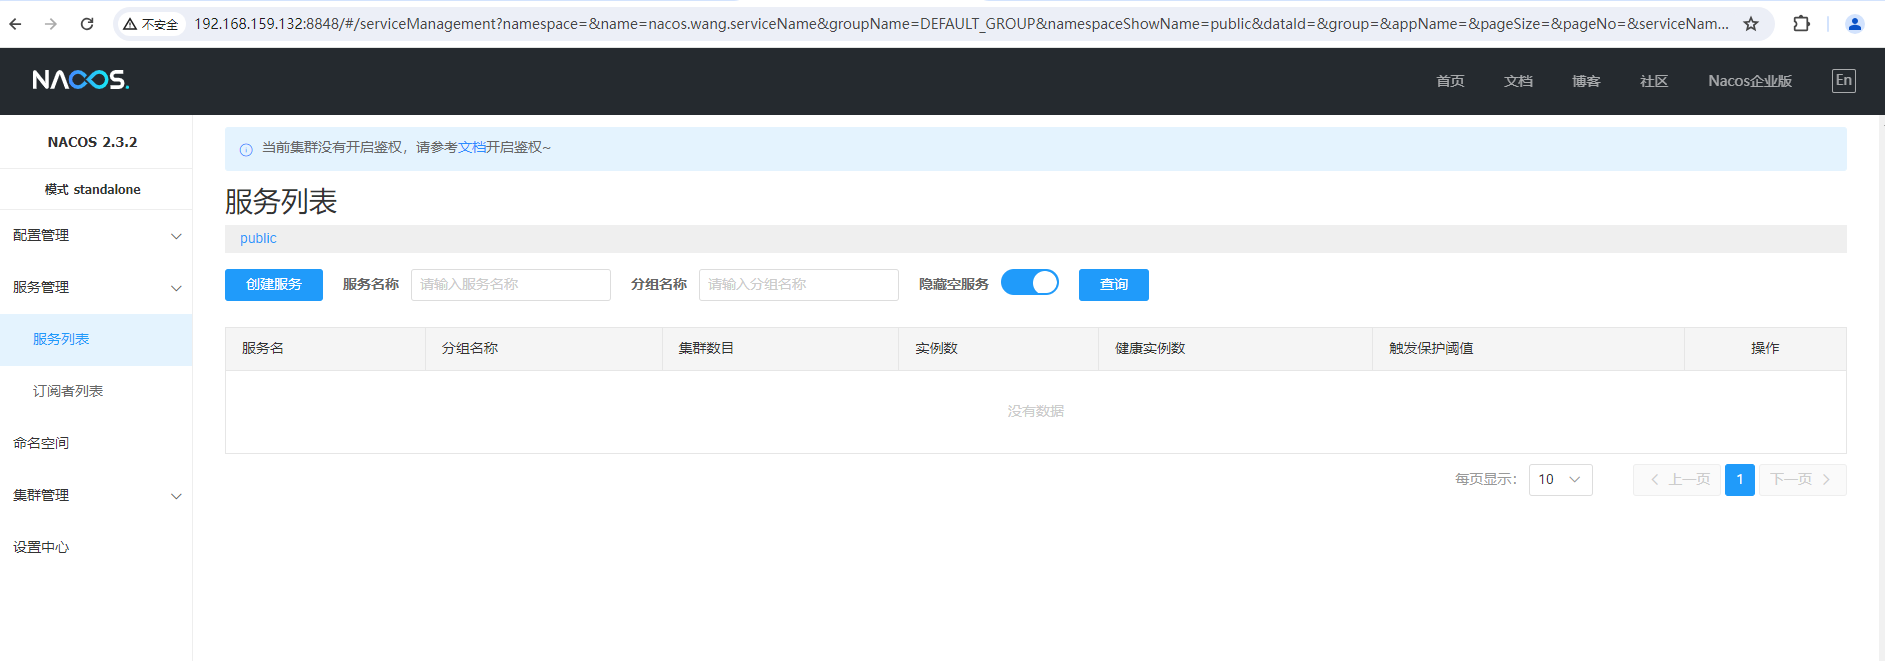 不安全 192.168.159.132:8848/#/serviceManagement?namespace=&name=nacos.wang.serviceName&groupName=DEFAULT_GROUP&namespaceShowName=public&dataId=&group=&appName=&pageSize=&pageNo=&serviceNam...
NACOS. 首页 文档 博客 社区 Nacos企业版 En
NACOS 2.3.2
模式 standalone
配置管理
服务管理
服务列表
订阅者列表
命名空间
集群管理
设置中心
当前集群没有开启鉴权，请参考文档开启鉴权~
服务列表
public
创建服务 服务名称 请输入服务名称 分组名称 请输入分组名称 隐藏空服务 查询
服务名 分组名称 集群数目 实例数 健康实例数 触发保护阈值 操作
没有数据
每页显示： 10 上一页 1 下一页